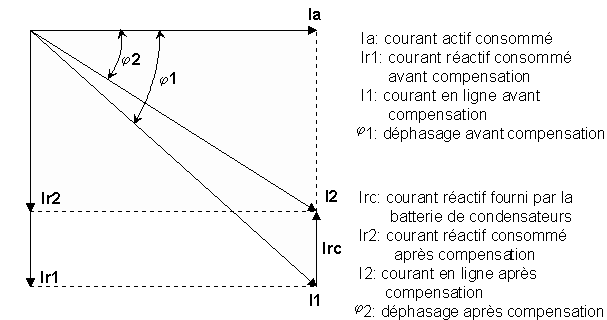 Ia
φ2
φ1
Ir2
I2
Irc
Ir1
I1
Ia: courant actif consommé
Ir1: courant réactif consommé
avant compensation
I1: courant en ligne avant
compensation
φ1: déphasage avant compensation
Irc: courant réactif fourni par la
batterie de condensateurs
Ir2: courant réactif consommé
après compensation
I2: courant en ligne après
compensation
φ2: déphasage après compensation